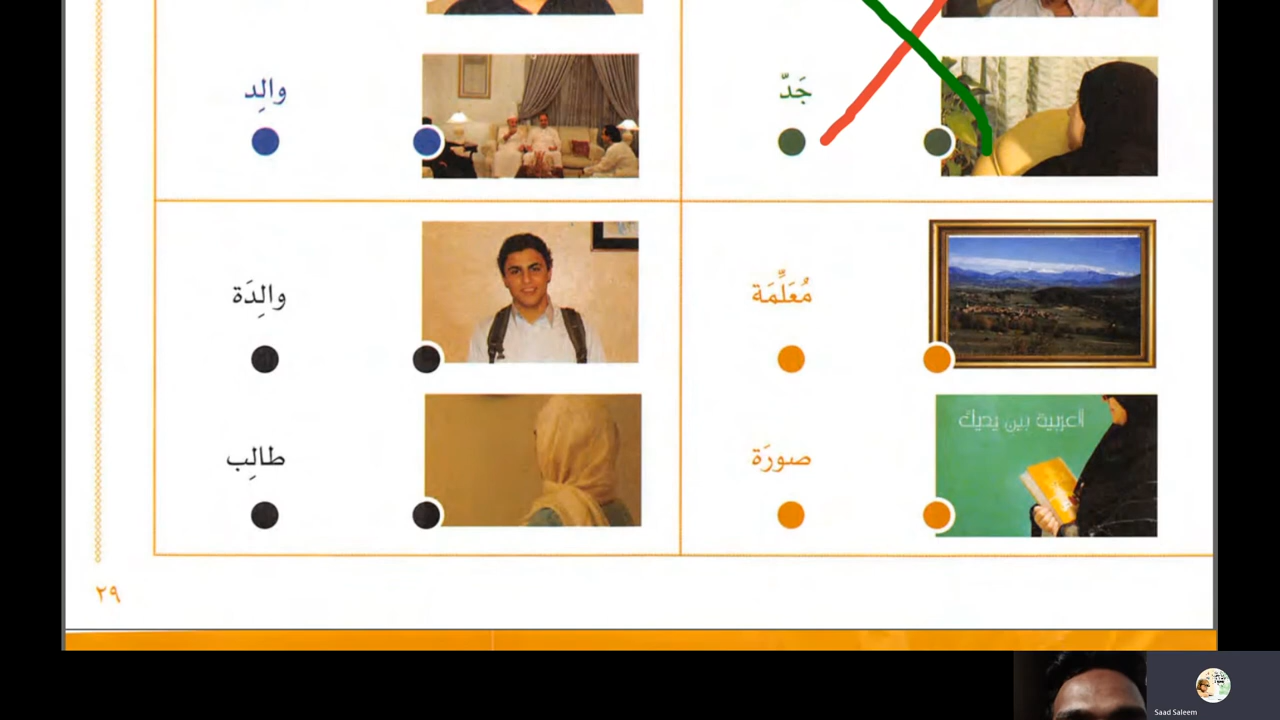 جَدّ
والِد
مُعَلِّمَة
والِدَة
العربية بين يديك
صورَة
طالِب
٢٩
Saad Saleem